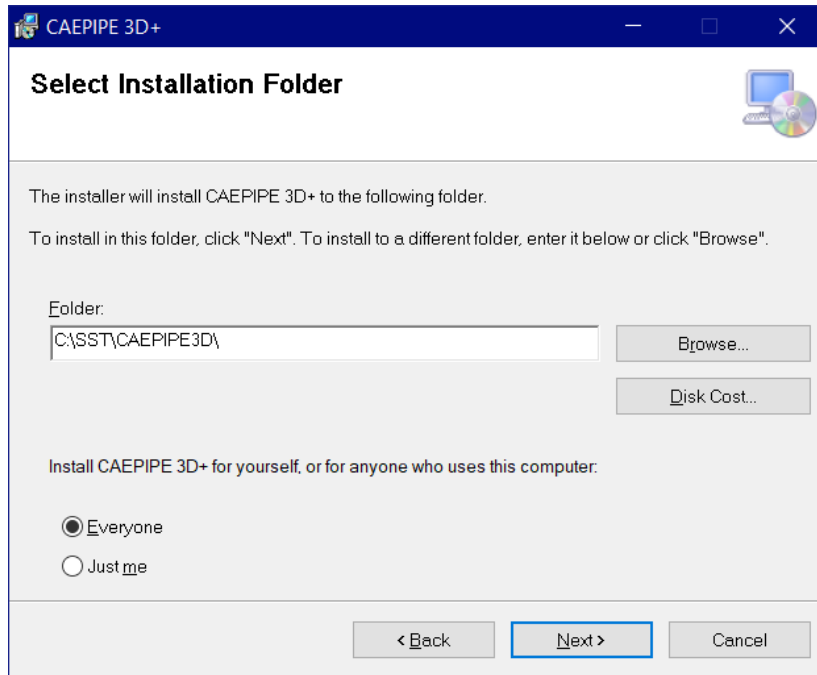 CAEPIPE 3D+
Select Installation Folder
The installer will install CAEPIPE 3D+ to the following folder.
To install in this folder, click "Next". To install to a different folder, enter it below or click "Browse".
Folder:
C:\SST\CAEPIPE3D\
Browse...
Disk Cost...
Install CAEPIPE 3D+ for yourself, or for anyone who uses this computer:
Everyone
Just me
< Back Next > Cancel